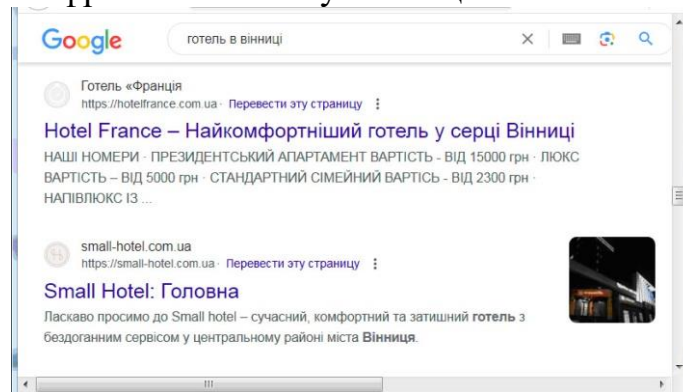 Google
готель в вінниці
Готель «Франція
https://hotelfrance.com.ua · Перевести эту страницу
Hotel France – Найкомфортніший готель у серці Вінниці
НАШІ НОМЕРИ · ПРЕЗИДЕНТСЬКИЙ АПАРТАМЕНТ ВАРТІСТЬ - ВІД 15000 грн · ЛЮКС
ВАРТІСТЬ – ВІД 5000 грн · СТАНДАРТНИЙ СІМЕЙНИЙ ВАРТІСЬ - ВІД 2300 грн ·
НАПІВЛЮКС ІЗ ...
small-hotel.com.ua
https://small-hotel.com.ua · Перевести эту страницу
Small Hotel: Головна
Ласкаво просимо до Small hotel – сучасний, комфортний та затишний готель з
бездоганним сервісом у центральному районі міста Вінниця.